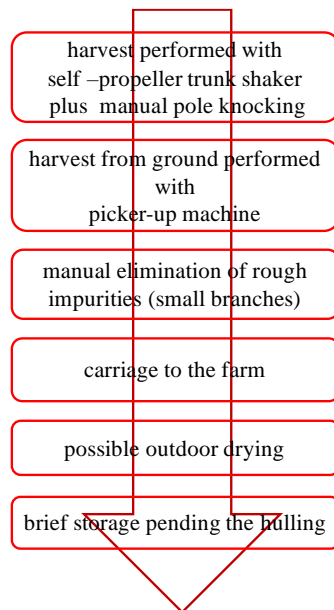 harvest performed with
self –propeller trunk shaker
plus manual pole knocking
harvest from ground performed
with
picker-up machine
manual elimination of rough
impurities (small branches)
carriage to the farm
possible outdoor drying
brief storage pending the hulling